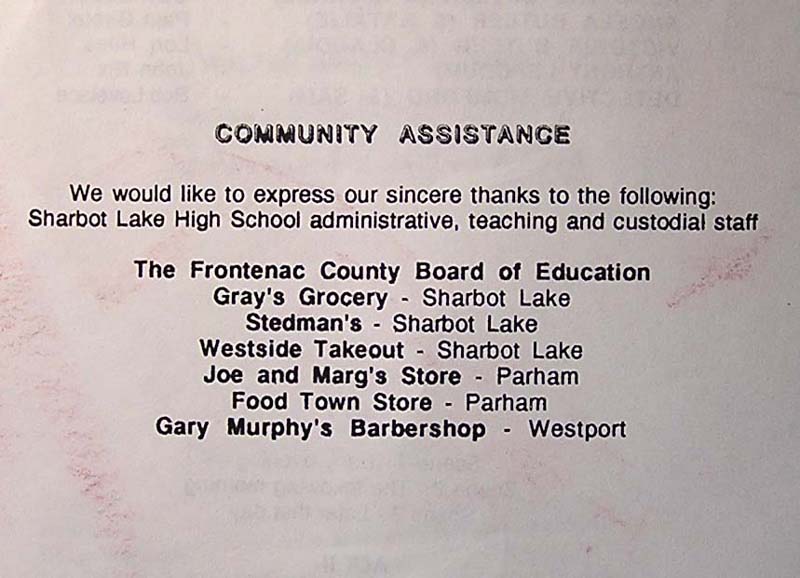 COMMUNITY ASSISTANCE
We would like to express our sincere thanks to the following:
Sharbot Lake High School administrative, teaching and custodial staff
The Frontenac County Board of Education
Gray's Grocery - Sharbot Lake
Stedman's - Sharbot Lake
Westside Takeout - Sharbot Lake
Joe and Marg's Store - Parham
Food Town Store - Parham
Gary Murphy's Barbershop - Westport